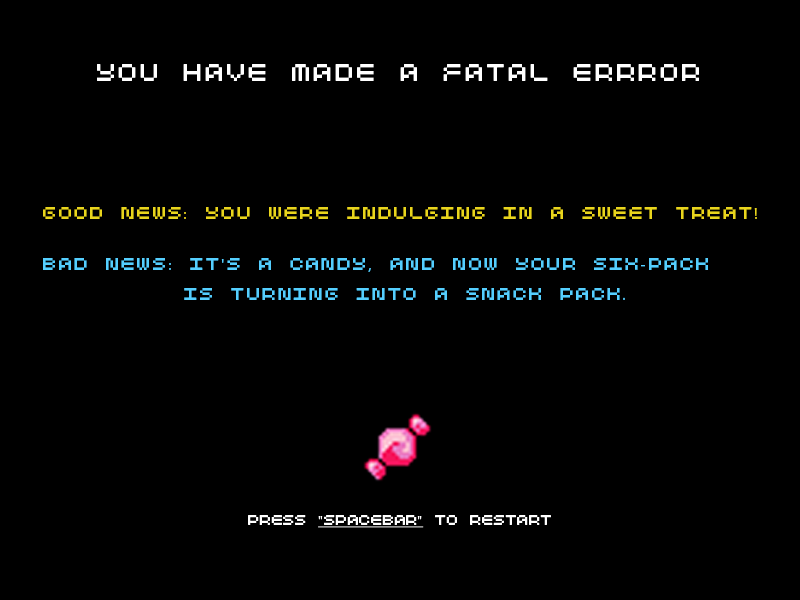 YOU HAVE MADE A FATAL ERRROR
GOOD NEWS: YOU WERE INDULGING IN A SWEET TREAT!
BAD NEWS: IT'S A CANDY, AND NOW YOUR SIX-PACK
IS TURNING INTO A SNACK PACK.
PRESS "SPACEBAR" TO RESTART